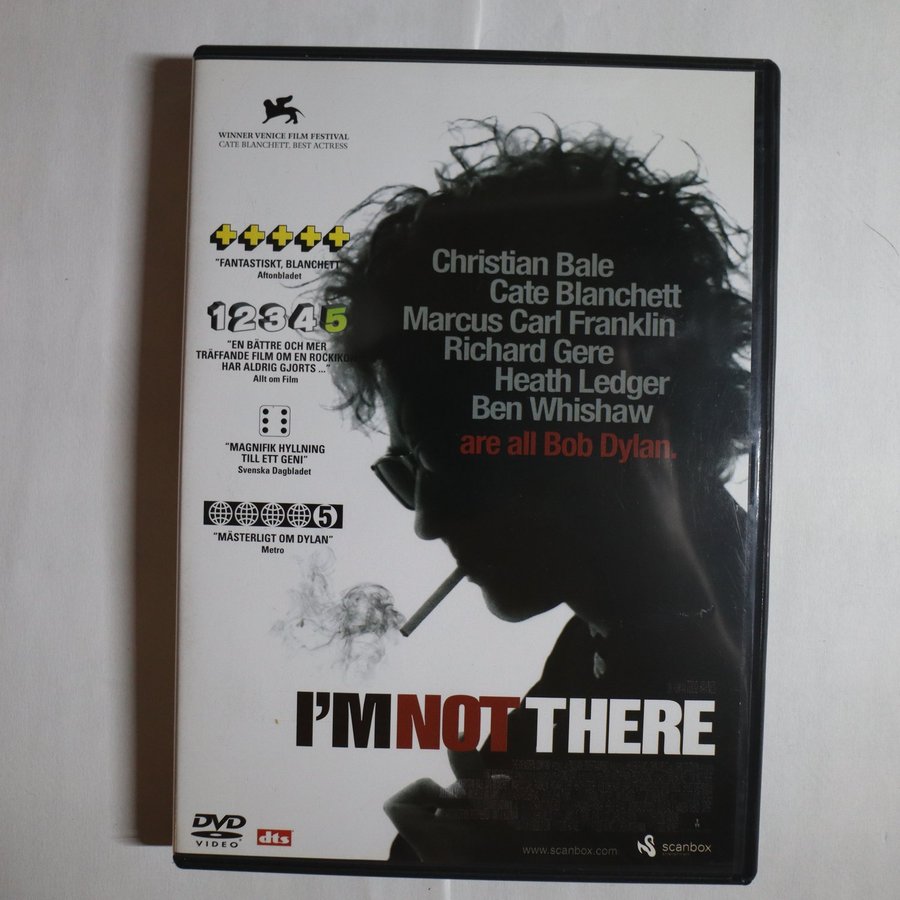 WINNER VENICE FILM FESTIVAL
CATE BLANCHETT, BEST ACTRESS
"FANTASTISKT, BLANCHETT"
Aftonbladet
12345
"EN BÄTTRE OCH MER
TRÄFFANDE FILM OM EN ROCKIKON
HAR ALDRIG GJORTS ..."
Allt om Film
"MAGNIFIK HYLLNING
TILL ETT GENI"
Svenska Dagbladet
5
"MÄSTERLIGT OM DYLAN"
Metro
Christian Bale
Cate Blanchett
Marcus Carl Franklin
Richard Gere
Heath Ledger
Ben Whishaw
are all Bob Dylan.
I'M NOT THERE
DVD
VIDEO
dts
www.scanbox.com
scanbox